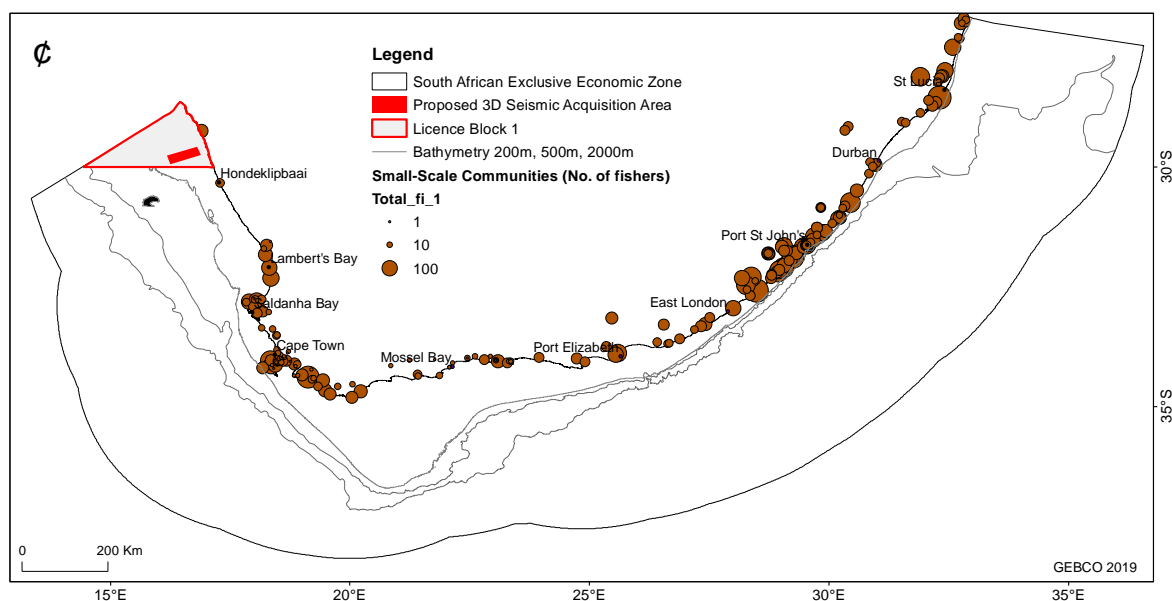 ₵
Legend
South African Exclusive Economic Zone
Proposed 3D Seismic Acquisition Area
Licence Block 1
Bathymetry 200m, 500m, 2000m
Small-Scale Communities (No. of fishers)
Total_fi_1
1
10
100
St Lucia
Durban
30°S
Hondeklipbaai
Port St John's
Lambert's Bay
Saldanha Bay
East London
Cape Town
Mossel Bay
Port Elizabeth
35°S
0 200 Km
GEBCO 2019
15°E 20°E 25°E 30°E 35°E